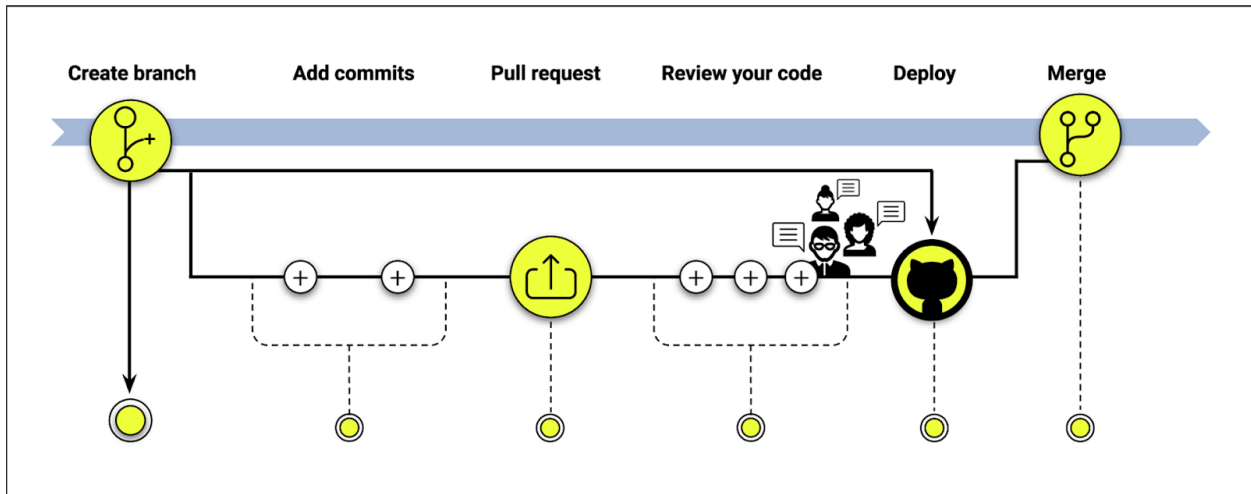 Create branch
Add commits
Pull request
Review your code
Deploy
Merge